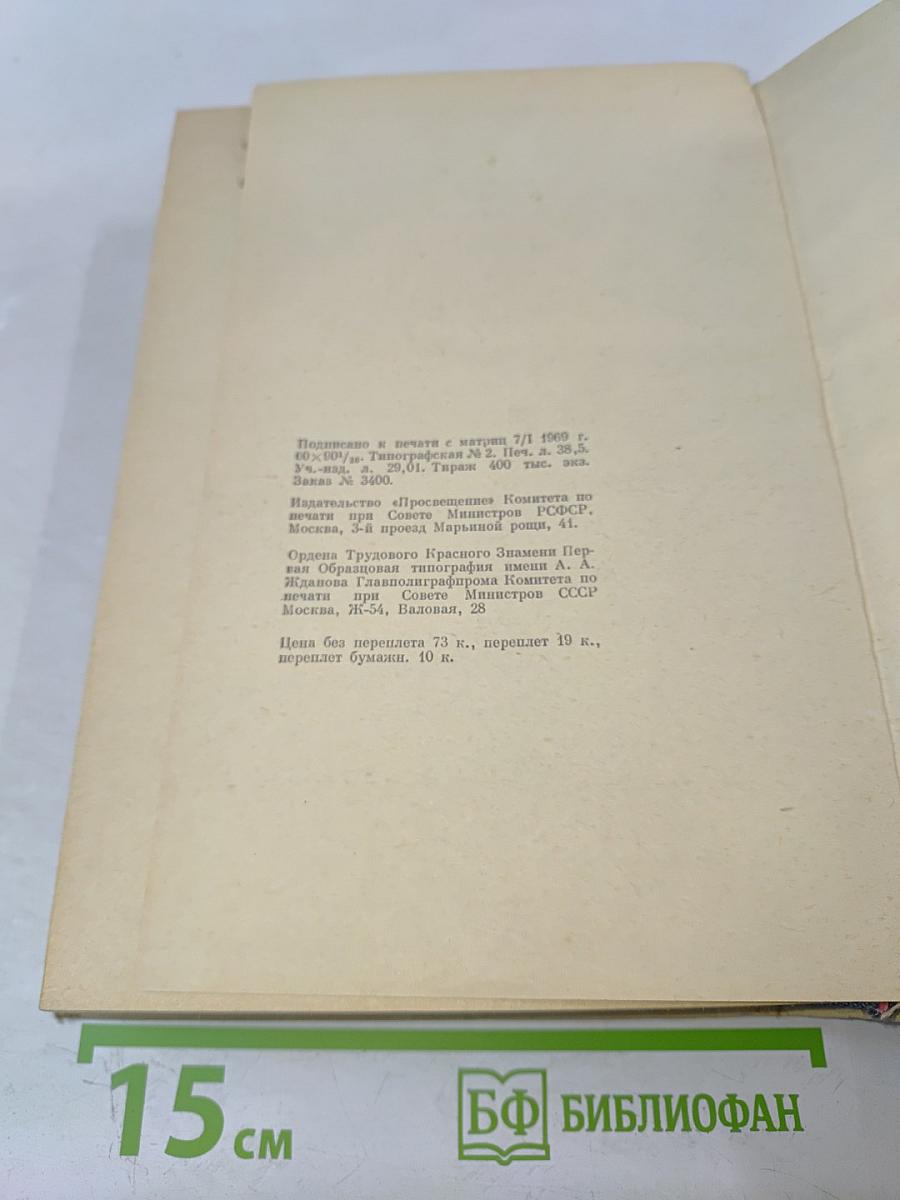 Подписано к печати с матриц 7/I 1969 г.
60×90¹/₁₆. Типографская № 2. Печ. л. 38,5.
Уч.-изд. л. 29,01. Тираж 400 тыс. экз.
Заказ № 3400.
Издательство «Просвещение» Комитета по
печати при Совете Министров РСФСР.
Москва, 3-й проезд Марьиной рощи, 41.
Ордена Трудового Красного Знамени Пер-
вая Образцовая типография имени А. А.
Жданова Главполиграфпрома Комитета по
печати при Совете Министров СССР
Москва, Ж-54, Валовая, 28
Цена без переплета 73 к., переплет 19 к.,
переплет бумажн. 10 к.
15 см
БФ БИБЛИОФАН